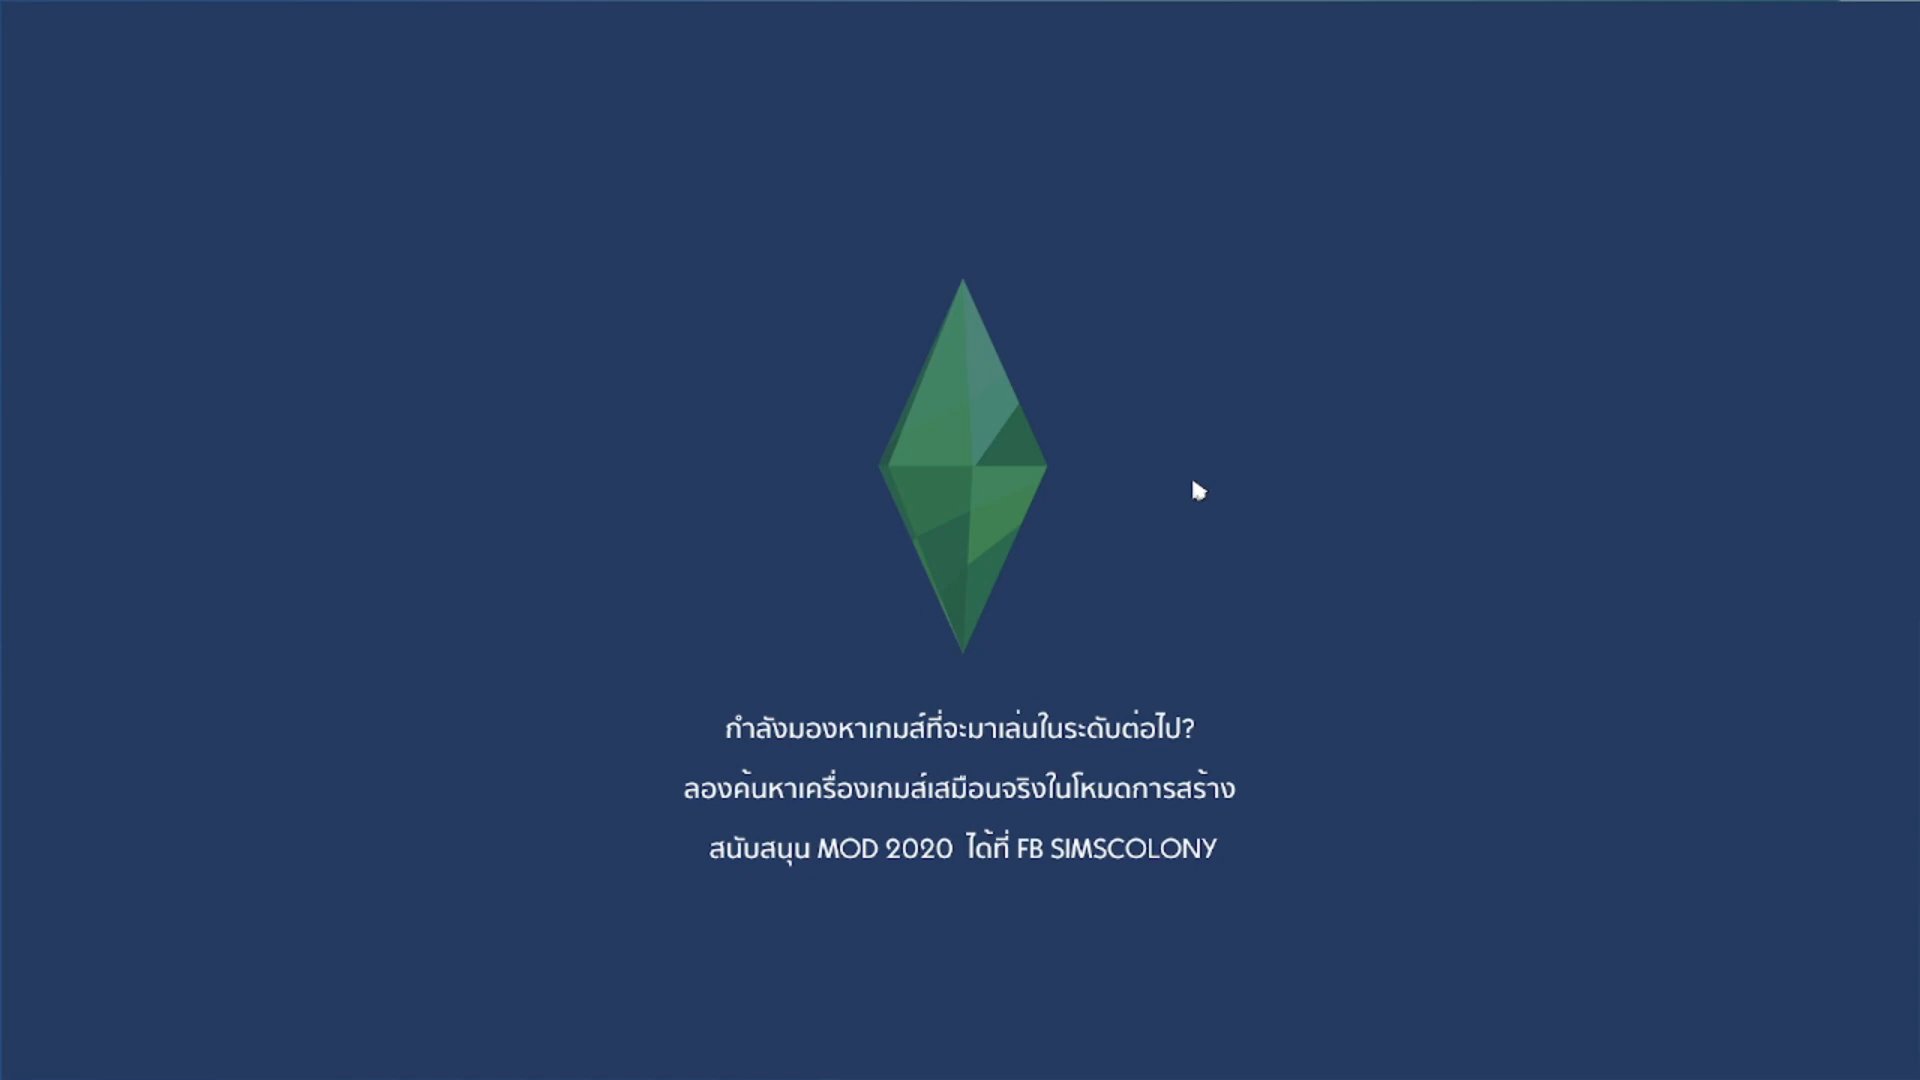 กำลังมองหาเกมส์ที่จะมาเล่นในระดับต่อไป?
ลองค้นหาเครื่องเกมส์เสมือนจริงในโหมดการสร้าง
สนับสนุน MOD 2020 ได้ที่ FB SIMSCOLONY